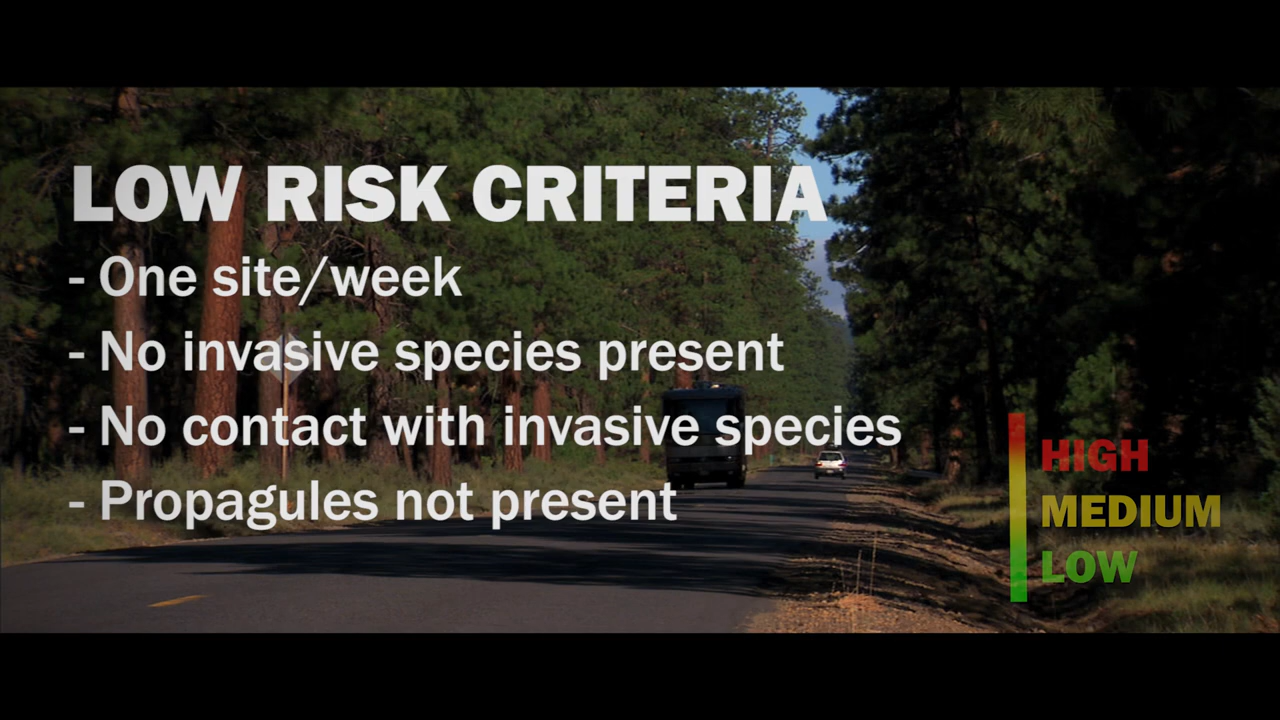 LOW RISK CRITERIA
- One site/week
- No invasive species present
- No contact with invasive species
- Propagules not present
HIGH
MEDIUM
LOW